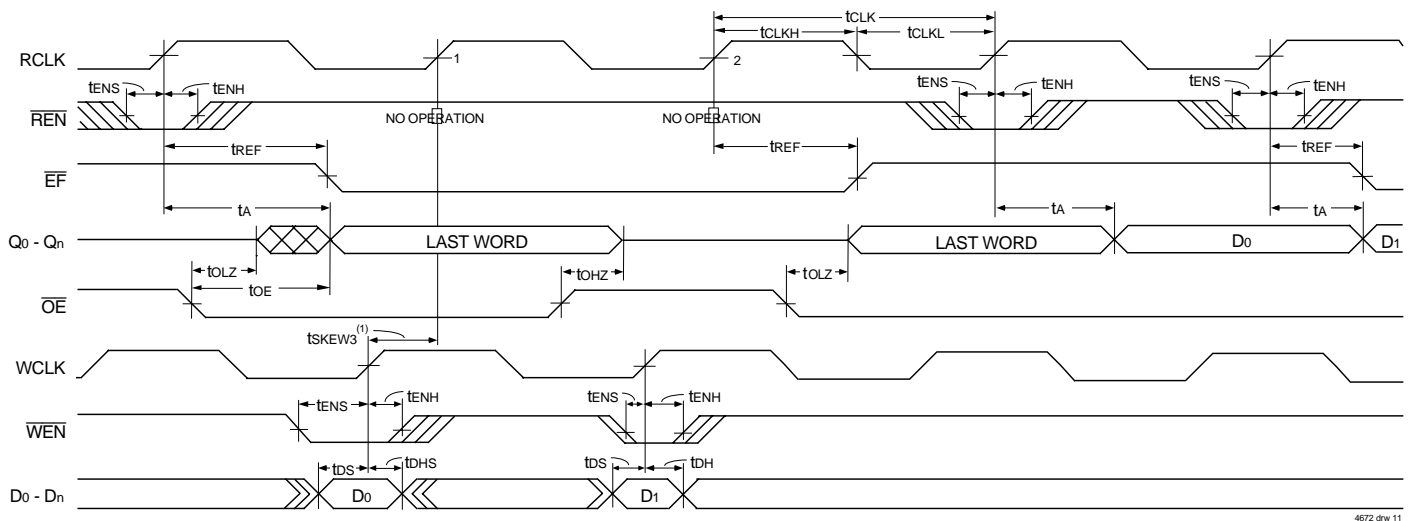 tCLK
tCLKH
tCLKL
RCLK
1
2
tENS
tENH
tENS
tENH
tENS
tENH
REN
NO OPERATION
NO OPERATION
tREF
tREF
tREF
EF
tA
tA
tA
Q0 - Qn
LAST WORD
LAST WORD
D0
D1
tOLZ
tOHZ
tOLZ
tOE
OE
tSKEW3(1)
WCLK
tENS
tENH
tENS
tENH
WEN
tDS
tDHS
tDS
tDH
D0 - Dn
D0
D1
4672 drw 11